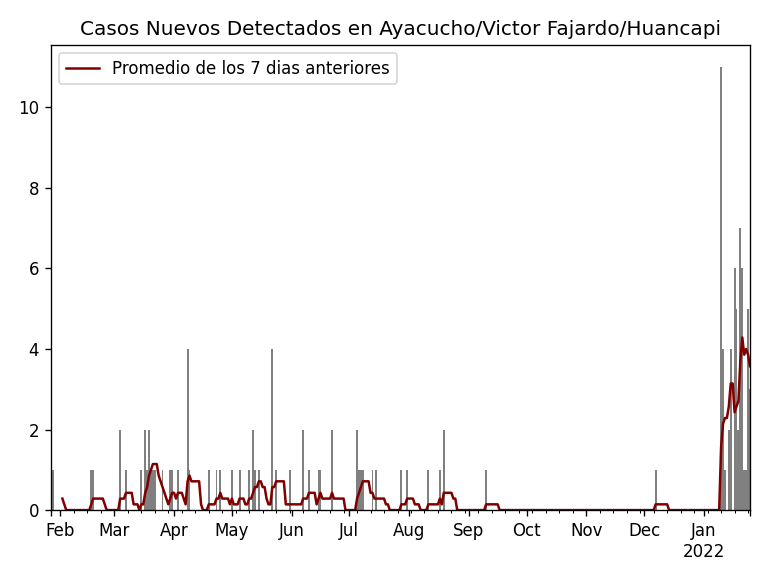 Casos Nuevos Detectados en Ayacucho/Victor Fajardo/Huancapi
Promedio de los 7 dias anteriores
10
8
6
4
2
0
Feb Mar Apr May Jun Jul Aug Sep Oct Nov Dec Jan
2022